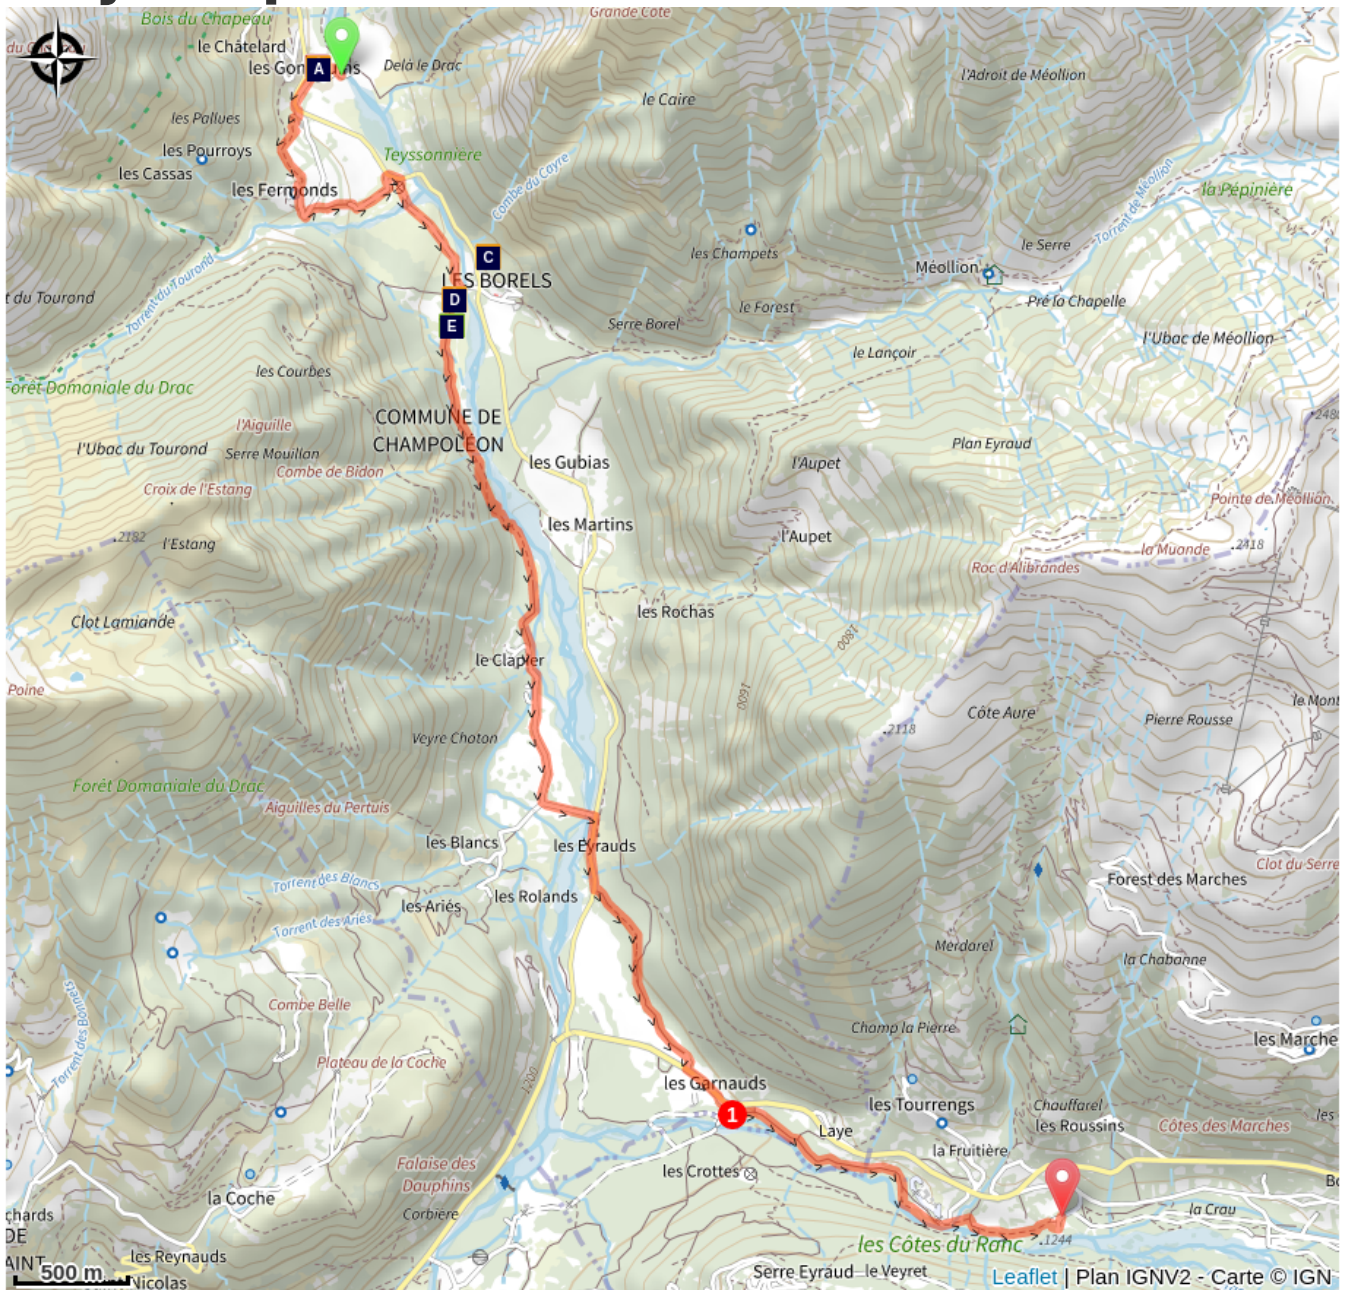 Bois du Chapeau
Grande Côte
le Châtelard
A
Delà le Drac
l'Adroit de Méollion
le Caire
les Pallues
les Pourroys
Teyssonnière
les Cassas
Combe du Cayre
les Fermonds
la Pépinière
Torrent de Méollion
C
les Champets
le Serre
Torrent du Tourond
Méollion
LES BORELS
t du Tourond
D
Pré la Chapelle
le Forest
E
Serre Borel
l'Ubac de Méollion
le Lançoir
les Courbes
Forêt Domaniale du Drac
COMMUNE DE
CHAMPOLÉON
l'Aiguille
l'Ubac du Tourond
Serre Mouillan
Plan Eyraud
Combe de Bidon
les Gubias
l'Aupet
Croix de l'Estang
Pointe de Méollion
les Martins
2182
l'Estang
l'Aupet
2418
la Muande
Roc d'Alibrandes
les Rochas
Clot Lamiande
1800
le Clapier
Poine
1600
le Mont
Côte Aure
Pierre Rousse
2118
Veyre Choton
Forêt Domaniale du Drac
Aiguilles du Pertuis
les Blancs
les Eyrauds
Clot du Serre
Forest des Marches
Torrent des Blancs
les Rolands
les Ariés
Torrent des Ariés
Merdarel
la Chabanne
Combe Belle
Torrent des Bonnets
Champ la Pierre
les Marche
Plateau de la Coche
les Garnauds
les Tourrengs
Chauffarel
les
1
les Roussins
Côtes des Marches
Laye
la Fruitière
Falaise des
Dauphins
les Crottes
la Coche
la Crau
Corbière
chards
DE
les Côtes du Ranc
1244
AINT
les Reynauds
Serre Eyraud
le Veyret
500 m
Nicolas
Leaflet | Plan IGNV2 - Carte © IGN